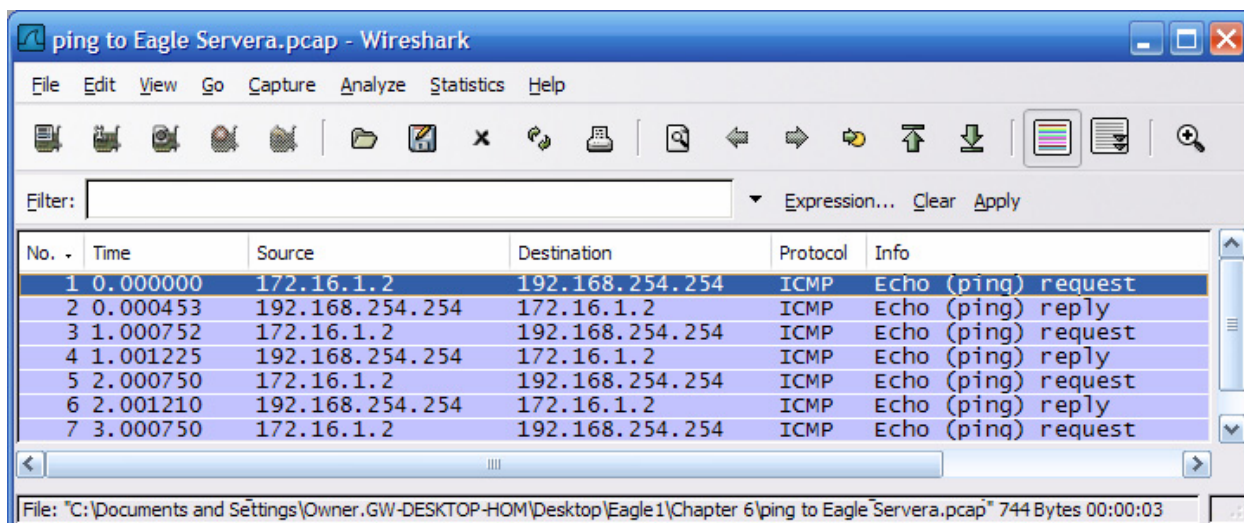 ping to Eagle Servera.pcap - Wireshark
File Edit View Go Capture Analyze Statistics Help
Filter: Expression... Clear Apply
No. Time Source Destination Protocol Info
1 0.000000 172.16.1.2 192.168.254.254 ICMP Echo (ping) request
2 0.000453 192.168.254.254 172.16.1.2 ICMP Echo (ping) reply
3 1.000752 172.16.1.2 192.168.254.254 ICMP Echo (ping) request
4 1.001225 192.168.254.254 172.16.1.2 ICMP Echo (ping) reply
5 2.000750 172.16.1.2 192.168.254.254 ICMP Echo (ping) request
6 2.001210 192.168.254.254 172.16.1.2 ICMP Echo (ping) reply
7 3.000750 172.16.1.2 192.168.254.254 ICMP Echo (ping) request
File: "C:\Documents and Settings\Owner.GW-DESKTOP-HOM\Desktop\Eagle1\Chapter 6\ping to Eagle Servera.pcap" 744 Bytes 00:00:03